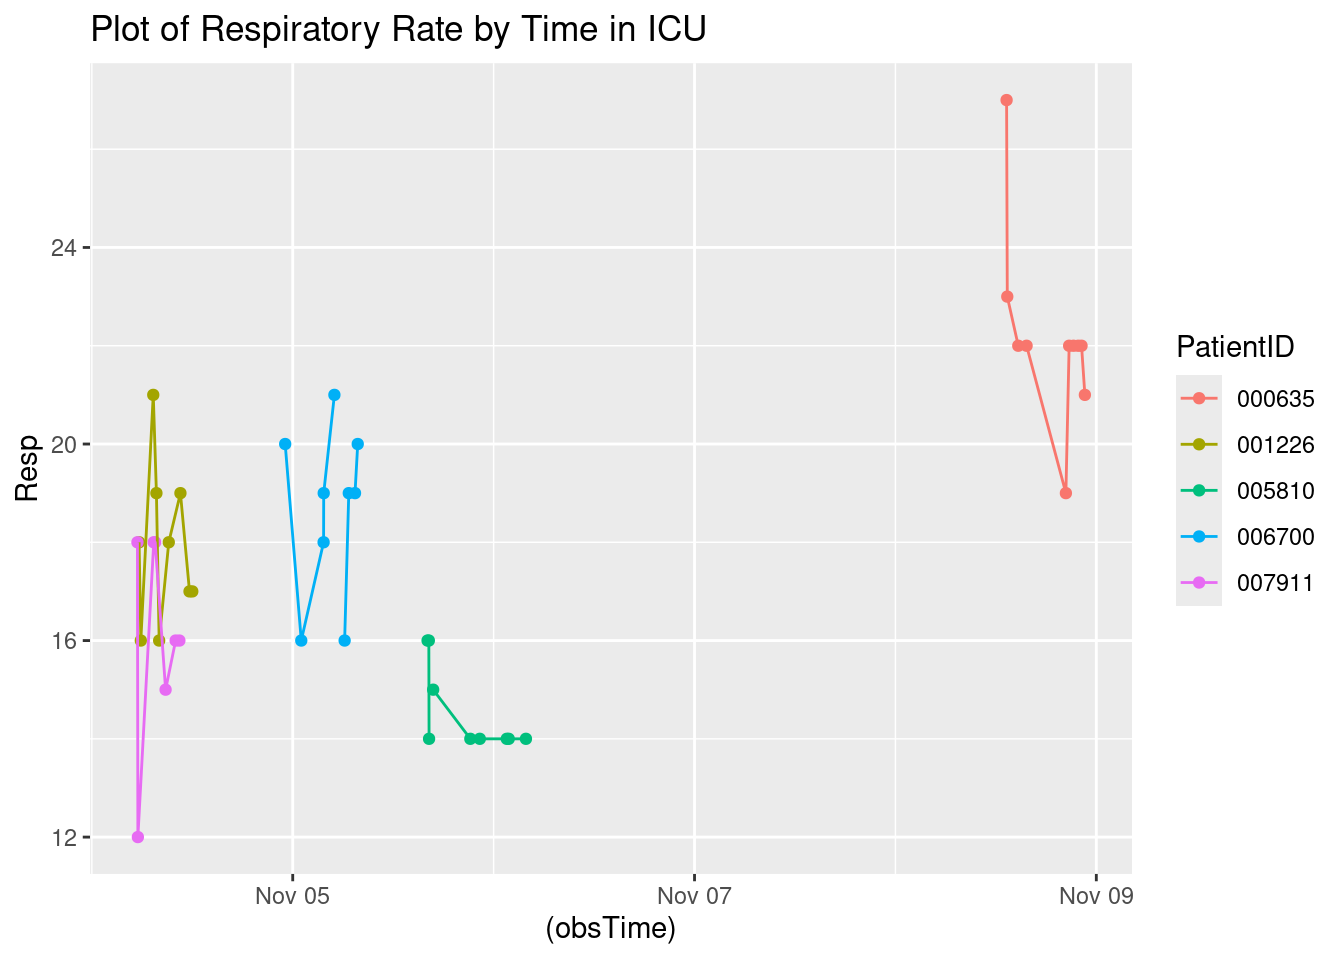 Plot of Respiratory Rate by Time in ICU
24
20
16
12
Resp
Nov 05
Nov 07
Nov 09
(obsTime)
PatientID
000635
001226
005810
006700
007911